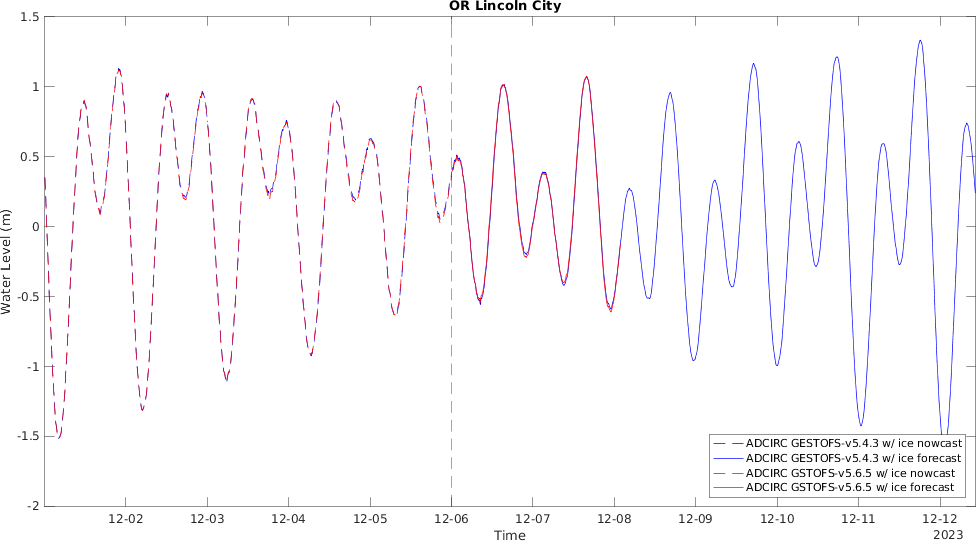 OR Lincoln City
1.5
1
0.5
0
-0.5
-1
-1.5
-2
Water Level (m)
ADCIRC GESTOFS-v5.4.3 w/ ice nowcast
ADCIRC GESTOFS-v5.4.3 w/ ice forecast
ADCIRC GSTOFS-v5.6.5 w/ ice nowcast
ADCIRC GSTOFS-v5.6.5 w/ ice forecast
12-02 12-03 12-04 12-05 12-06 12-07 12-08 12-09 12-10 12-11 12-12
Time
2023